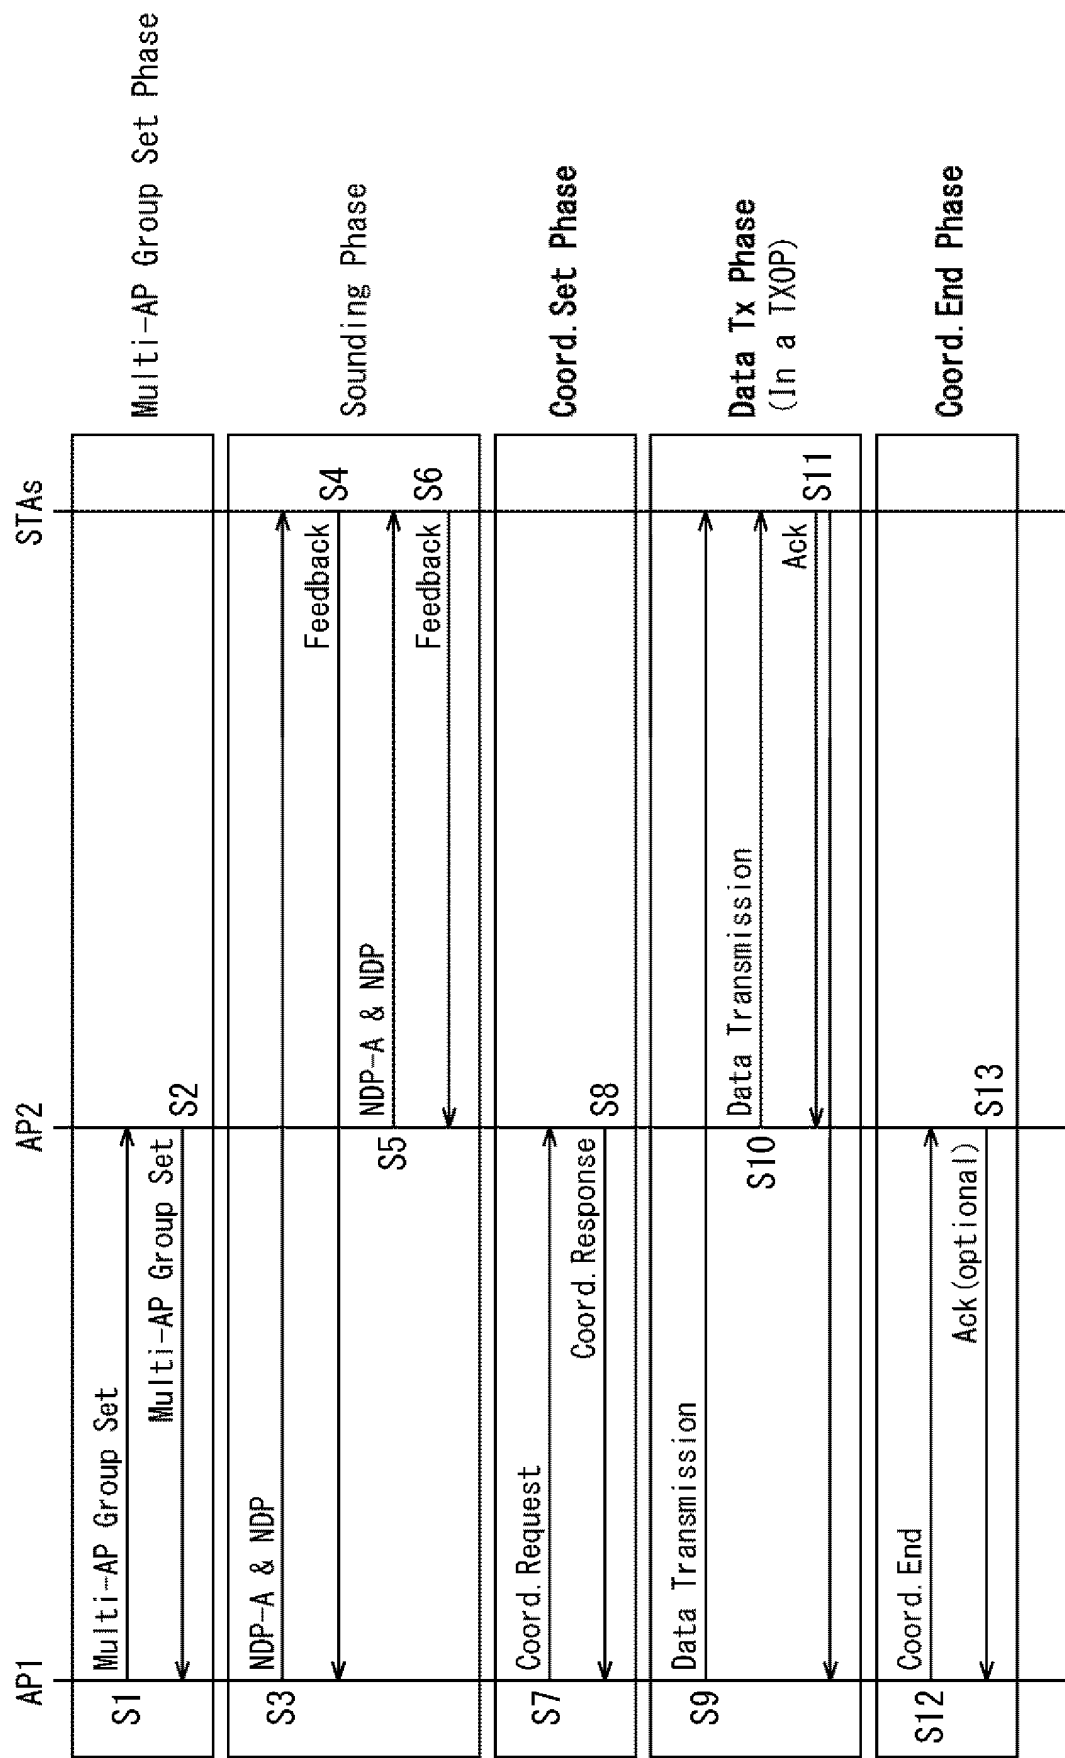 AP1
AP2
STAs
S1
Multi-AP Group Set
Multi-AP Group Set
S2
Multi-AP Group Set Phase
S3
NDP-A & NDP
Feedback
S4
S5
NDP-A & NDP
Feedback
S6
Sounding Phase
S7
Coord.Request
Coord.Response
S8
Coord.Set Phase
S9
Data Transmission
S10
Data Transmission
Ack
S11
Data Tx Phase
(In a TXOP)
S12
Coord.End
Ack(optional)
S13
Coord.End Phase